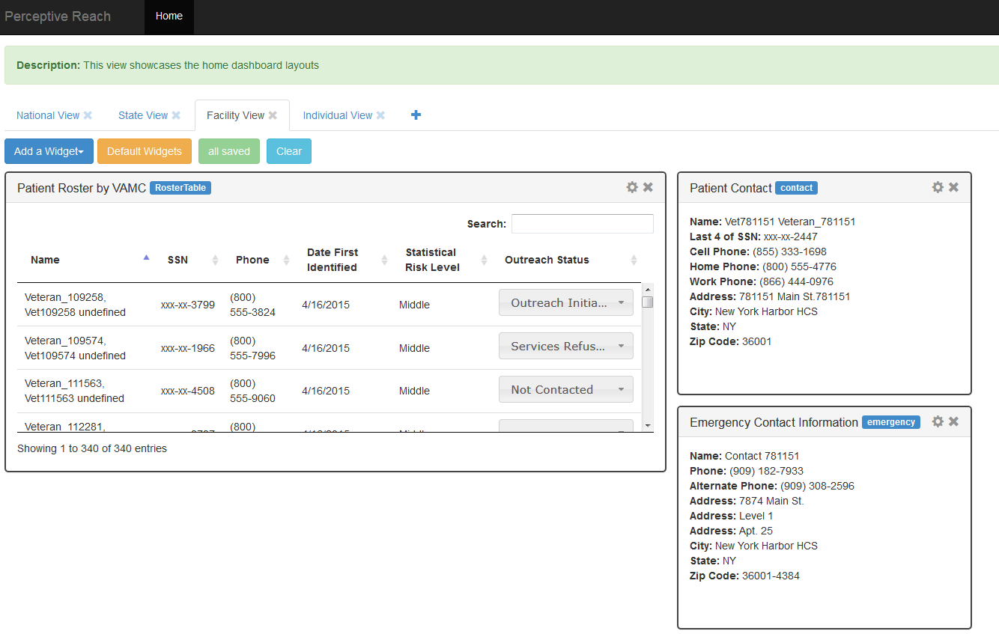 Perceptive Reach
Home
Description: This view showcases the home dashboard layouts
National View
State View
Facility View
Individual View
Add a Widget
Default Widgets
all saved
Clear
Patient Roster by VAMC RosterTable
Search:
Name
SSN
Phone
Date First
Identified
Statistical
Risk Level
Outreach Status
Veteran_109258,
Vet109258 undefined
xxx-xx-3799
(800)
555-3824
4/16/2015
Middle
Outreach Initia...
Veteran_109574,
Vet109574 undefined
xxx-xx-1966
(800)
555-7996
4/16/2015
Middle
Services Refus...
Veteran_111563,
Vet111563 undefined
xxx-xx-4508
(800)
555-9060
4/16/2015
Middle
Not Contacted
Veteran_112281,
(800)
Showing 1 to 340 of 340 entries
Patient Contact contact
Name: Vet781151 Veteran_781151
Last 4 of SSN: xxx-xx-2447
Cell Phone: (855) 333-1698
Home Phone: (800) 555-4776
Work Phone: (866) 444-0976
Address: 781151 Main St.781151
City: New York Harbor HCS
State: NY
Zip Code: 36001
Emergency Contact Information emergency
Name: Contact 781151
Phone: (909) 182-7933
Alternate Phone: (909) 308-2596
Address: 7874 Main St.
Address: Level 1
Address: Apt. 25
City: New York Harbor HCS
State: NY
Zip Code: 36001-4384